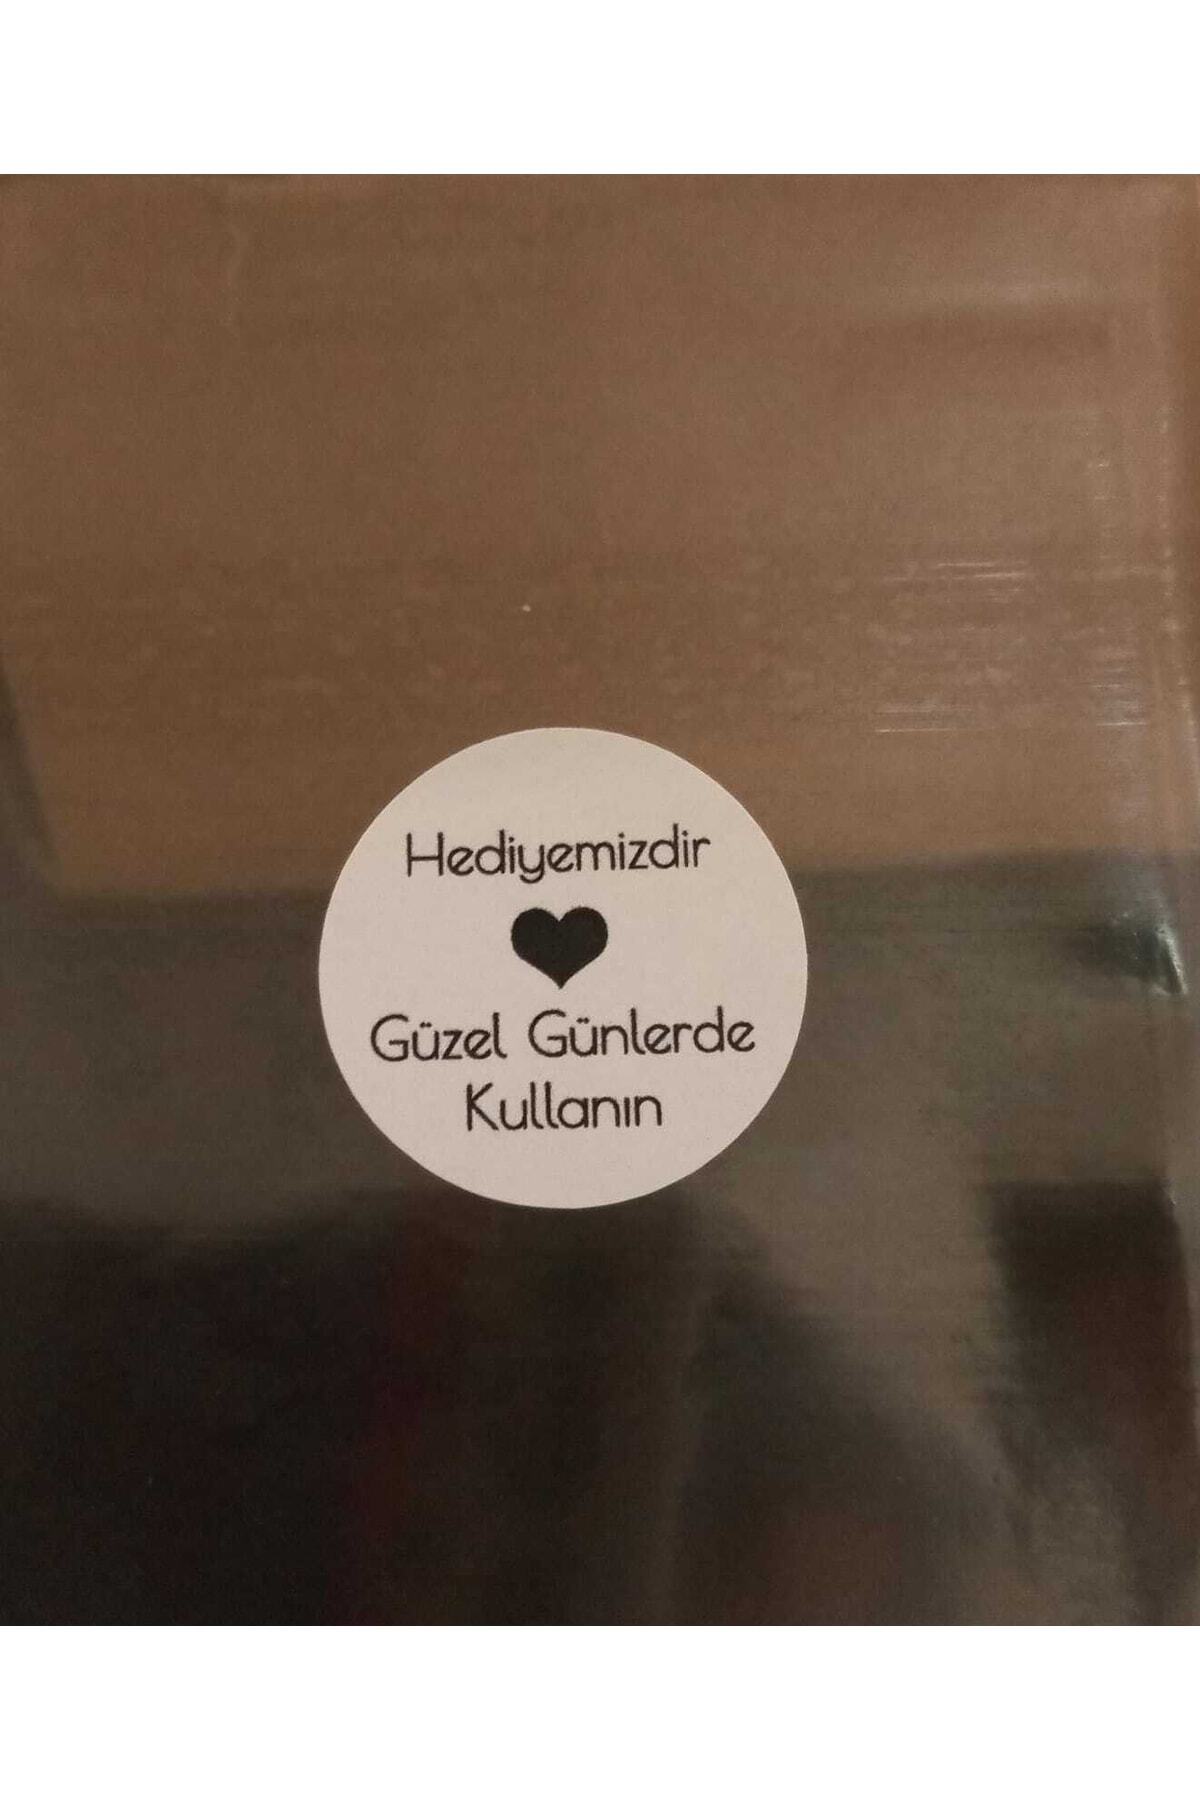 Hediyemizdir
Güzel Günlerde
Kullanın